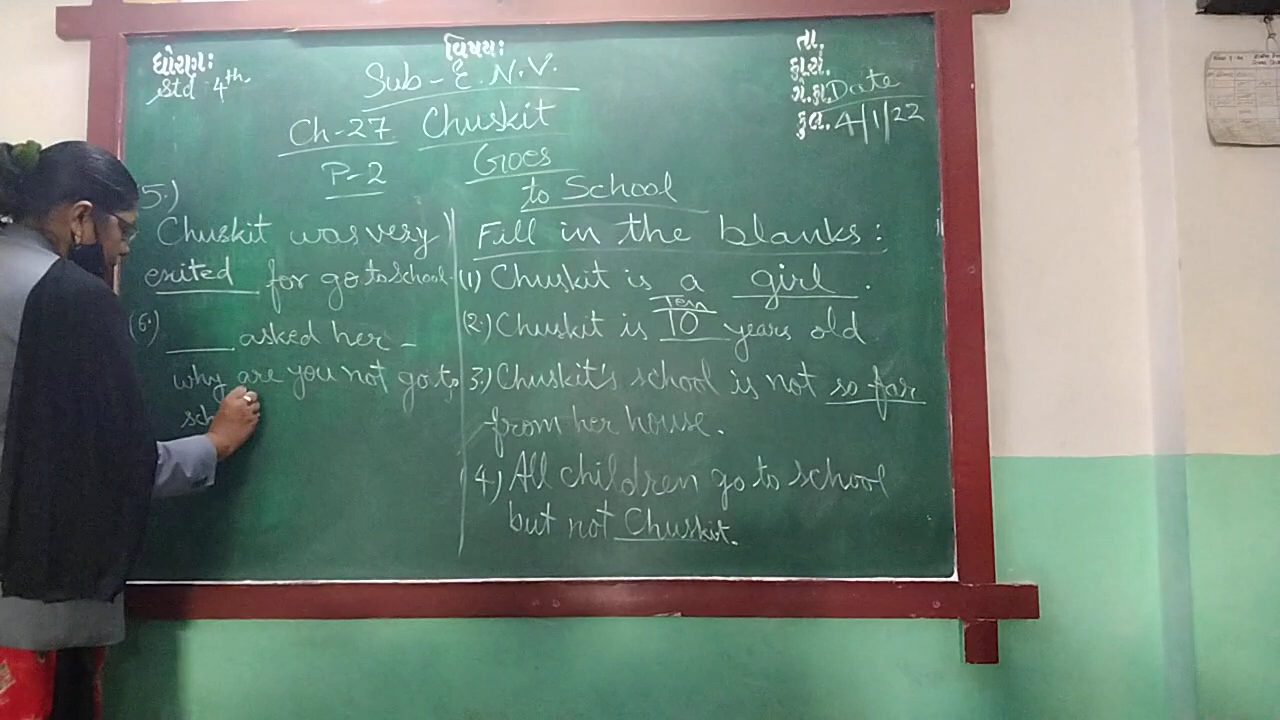 ધોરણ:
Std : 4th
વિષય:
Sub - E.N.V.
તા.
કુ.સં.
ગે.હા. Date
કુલ. 4/1/22
Ch-27 Chuskit
P-2 Goes
to School
5.)
Chuskit was very
exited for go to school.
(6.)
____ asked her -
why are you not go to
sch
Fill in the blanks :
(1) Chuskit is a girl .
Ten
(2.) Chuskit is 10 years old
3.) Chuskit's school is not so far
from her house.
4.) All children go to school
but not Chuskit.